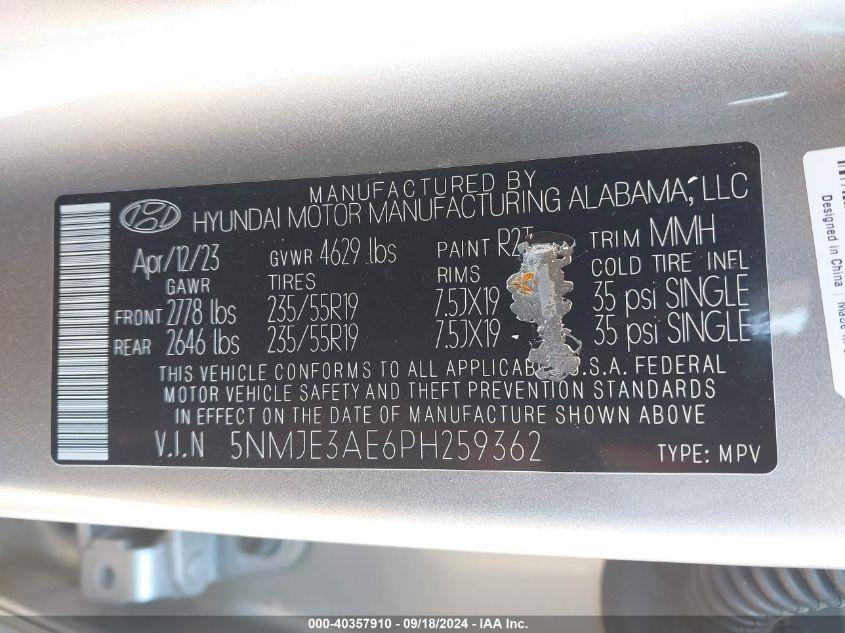 MANUFACTURED BY
HYUNDAI MOTOR MANUFACTURING ALABAMA, LLC
Apr/12/23 GVWR 4629 lbs PAINT R2T TRIM MMH
GAWR TIRES RIMS COLD TIRE INFL
FRONT 2778 lbs 235/55R19 7.5JX19 35 psi SINGLE
REAR 2646 lbs 235/55R19 7.5JX19 35 psi SINGLE
THIS VEHICLE CONFORMS TO ALL APPLICABLE U.S.A. FEDERAL
MOTOR VEHICLE SAFETY AND THEFT PREVENTION STANDARDS
IN EFFECT ON THE DATE OF MANUFACTURE SHOWN ABOVE
V.I.N 5NMJE3AE6PH259362 TYPE: MPV
Designed in China
Made in
000-40357910 - 09/18/2024 - IAA Inc.